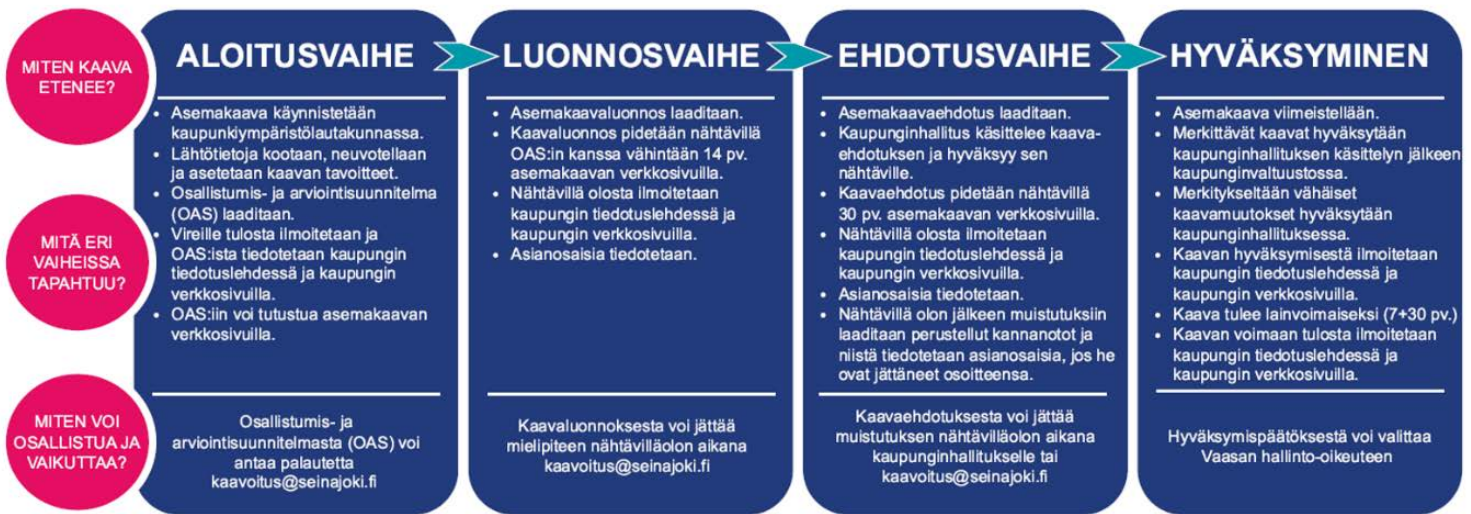 MITEN KAAVA
ETENEE?
MITÄ ERI
VAIHEISSA
TAPAHTUU?
MITEN VOI
OSALLISTUA JA
VAIKUTTAA?
ALOITUSVAIHE
• Asemakaava käynnistetään
kaupunkiympäristölautakunnassa.
• Lähtötietoja kootaan, neuvotellaan
ja asetetaan kaavan tavoitteet.
• Osallistumis- ja arviointisuunnitelma
(OAS) laaditaan.
• Vireille tulosta ilmoitetaan ja
OAS:ista tiedotetaan kaupungin
tiedotuslehdessä ja kaupungin
verkkosivuilla.
• OAS:iin voi tutustua asemakaavan
verkkosivuilla.
Osallistumis- ja
arviointisuunnitelmasta (OAS) voi
antaa palautetta
kaavoitus@seinajoki.fi
LUONNOSVAIHE
• Asemakaavaluonnos laaditaan.
• Kaavaluonnos pidetään nähtävillä
OAS:in kanssa vähintään 14 pv.
asemakaavan verkkosivuilla.
• Nähtävillä olosta ilmoitetaan
kaupungin tiedotuslehdessä ja
kaupungin verkkosivuilla.
• Asianosaisia tiedotetaan.
Kaavaluonnoksesta voi jättää
mielipiteen nähtävilläolon aikana
kaavoitus@seinajoki.fi
EHDOTUSVAIHE
• Asemakaavaehdotus laaditaan.
• Kaupunginhallitus käsittelee kaava-
ehdotuksen ja hyväksyy sen
nähtäville.
• Kaavaehdotus pidetään nähtävillä
30 pv. asemakaavan verkkosivuilla.
• Nähtävillä olosta ilmoitetaan
kaupungin tiedotuslehdessä ja
kaupungin verkkosivuilla.
• Asianosaisia tiedotetaan.
• Nähtävillä olon jälkeen muistutuksiin
laaditaan perustellut kannanotot ja
niistä tiedotetaan asianosaisia, jos he
ovat jättäneet osoitteensa.
Kaavaehdotuksesta voi jättää
muistutuksen nähtävilläolon aikana
kaupunginhallitukselle tai
kaavoitus@seinajoki.fi
HYVÄKSYMINEN
• Asemakaava viimeistellään.
• Merkittävät kaavat hyväksytään
kaupunginhallituksen käsittelyn jälkeen
kaupunginvaltuustossa.
• Merkitykseltään vähäiset
kaavamuutokset hyväksytään
kaupunginhallituksessa.
• Kaavan hyväksymisestä ilmoitetaan
kaupungin tiedotuslehdessä ja
kaupungin verkkosivuilla.
• Kaava tulee lainvoimaiseksi (7+30 pv.)
• Kaavan voimaan tulosta ilmoitetaan
kaupungin tiedotuslehdessä ja
kaupungin verkkosivuilla.
Hyväksymispäätöksestä voi valittaa
Vaasan hallinto-oikeuteen